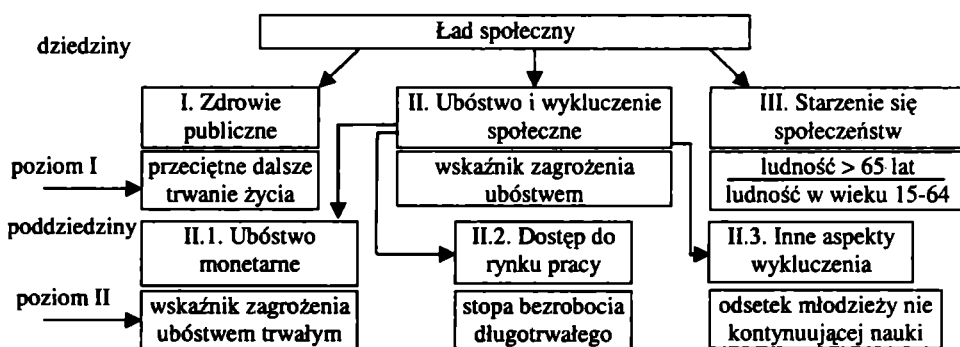 Ład społeczny
dziedziny
I. Zdrowie
publiczne
II. Ubóstwo i wykluczenie
społeczne
III. Starzenie się
społeczeństw
poziom I
przeciętne dalsze
trwanie życia
wskaźnik zagrożenia
ubóstwem
ludność > 65 lat
ludność w wieku 15-64
poddziedziny
II.1. Ubóstwo
monetarne
II.2. Dostęp do
rynku pracy
II.3. Inne aspekty
wykluczenia
poziom II
wskaźnik zagrożenia
ubóstwem trwałym
stopa bezrobocia
długotrwałego
odsetek młodzieży nie
kontynuującej nauki